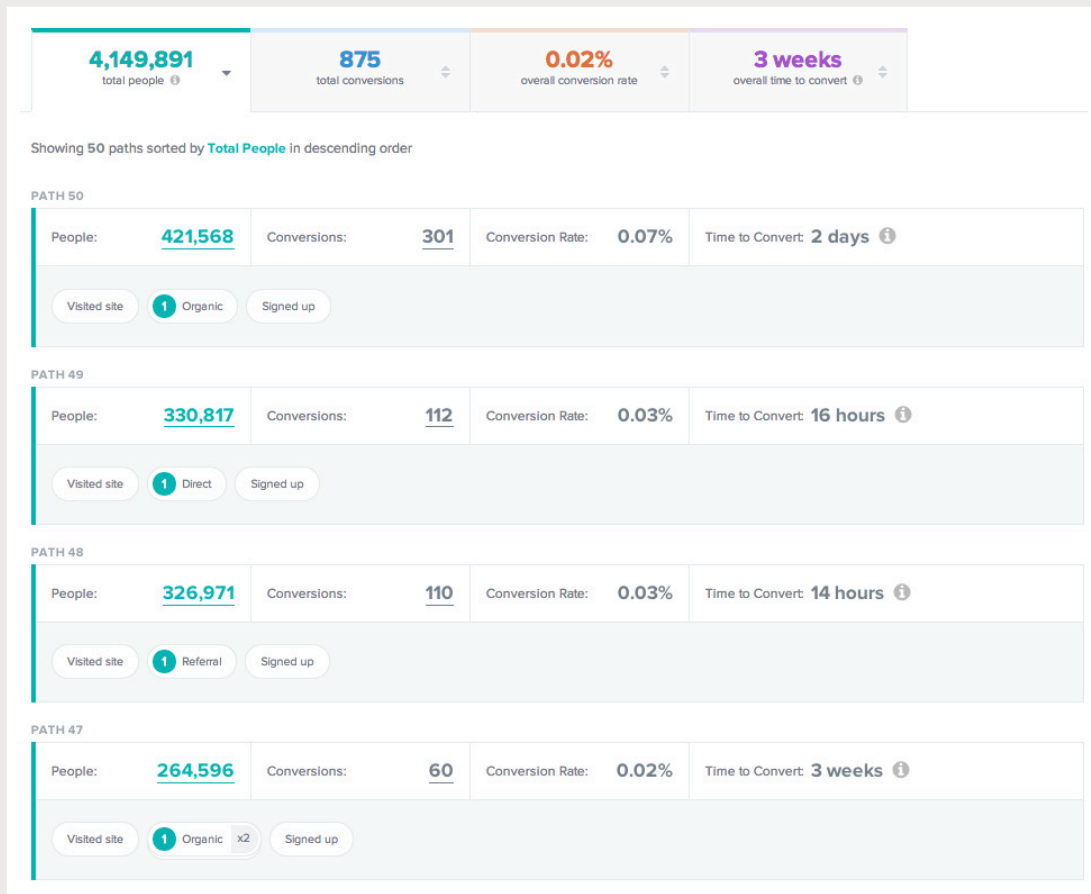 4,149,891 875 0.02% 3 weeks
total people total conversions overall conversion rate overall time to convert
Showing 50 paths sorted by Total People in descending order
PATH 50
People: 421,568 Conversions: 301 Conversion Rate: 0.07% Time to Convert: 2 days
Visited site 1 Organic Signed up
PATH 49
People: 330,817 Conversions: 112 Conversion Rate: 0.03% Time to Convert: 16 hours
Visited site 1 Direct Signed up
PATH 48
People: 326,971 Conversions: 110 Conversion Rate: 0.03% Time to Convert: 14 hours
Visited site 1 Referral Signed up
PATH 47
People: 264,596 Conversions: 60 Conversion Rate: 0.02% Time to Convert: 3 weeks
Visited site 1 Organic x2 Signed up